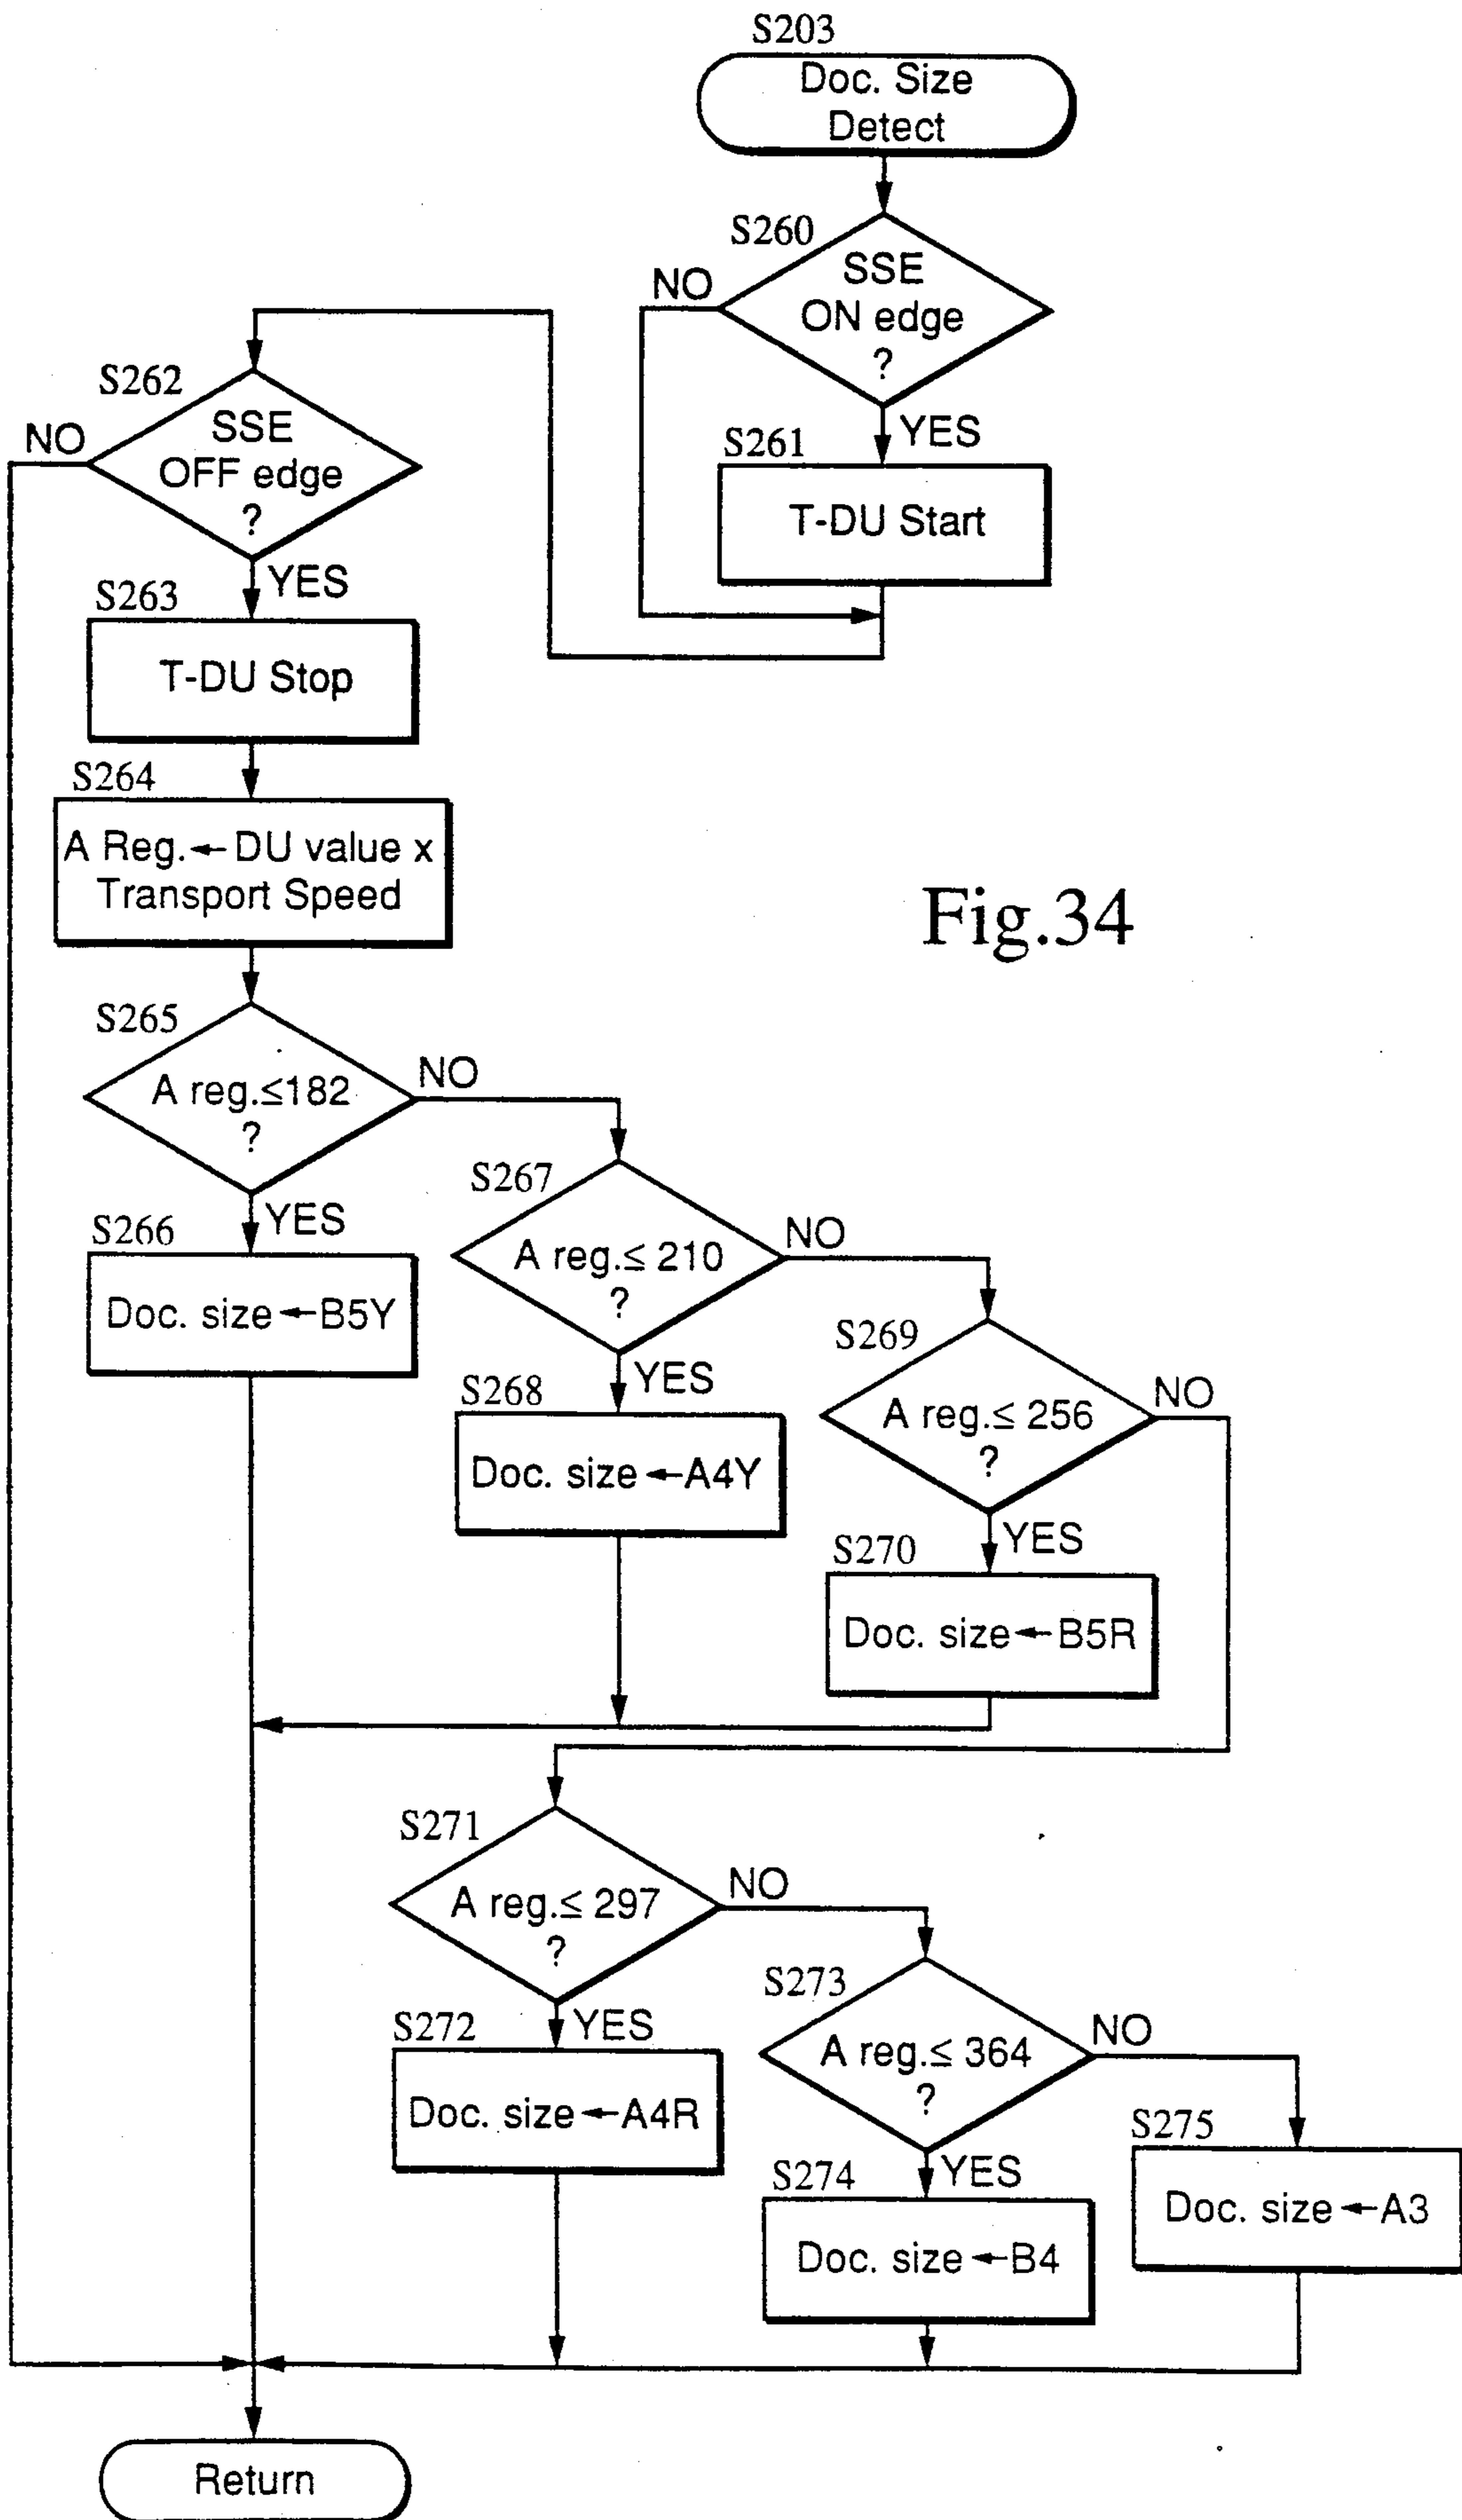 S203
Doc. Size
Detect
S260
SSE
ON edge
?
NO
YES
S261
T-DU Start
S262
SSE
OFF edge
?
NO
YES
S263
T-DU Stop
S264
A Reg.←DU value x
Transport Speed
Fig.34
S265
A reg.≤182
?
NO
YES
S266
Doc. size←B5Y
S267
A reg.≤ 210
?
NO
YES
S268
Doc. size←A4Y
S269
A reg.≤ 256
?
NO
YES
S270
Doc. size←B5R
S271
A reg.≤ 297
?
NO
YES
S272
Doc. size←A4R
S273
A reg.≤ 364
?
NO
YES
S274
Doc. size←B4
S275
Doc. size←A3
Return